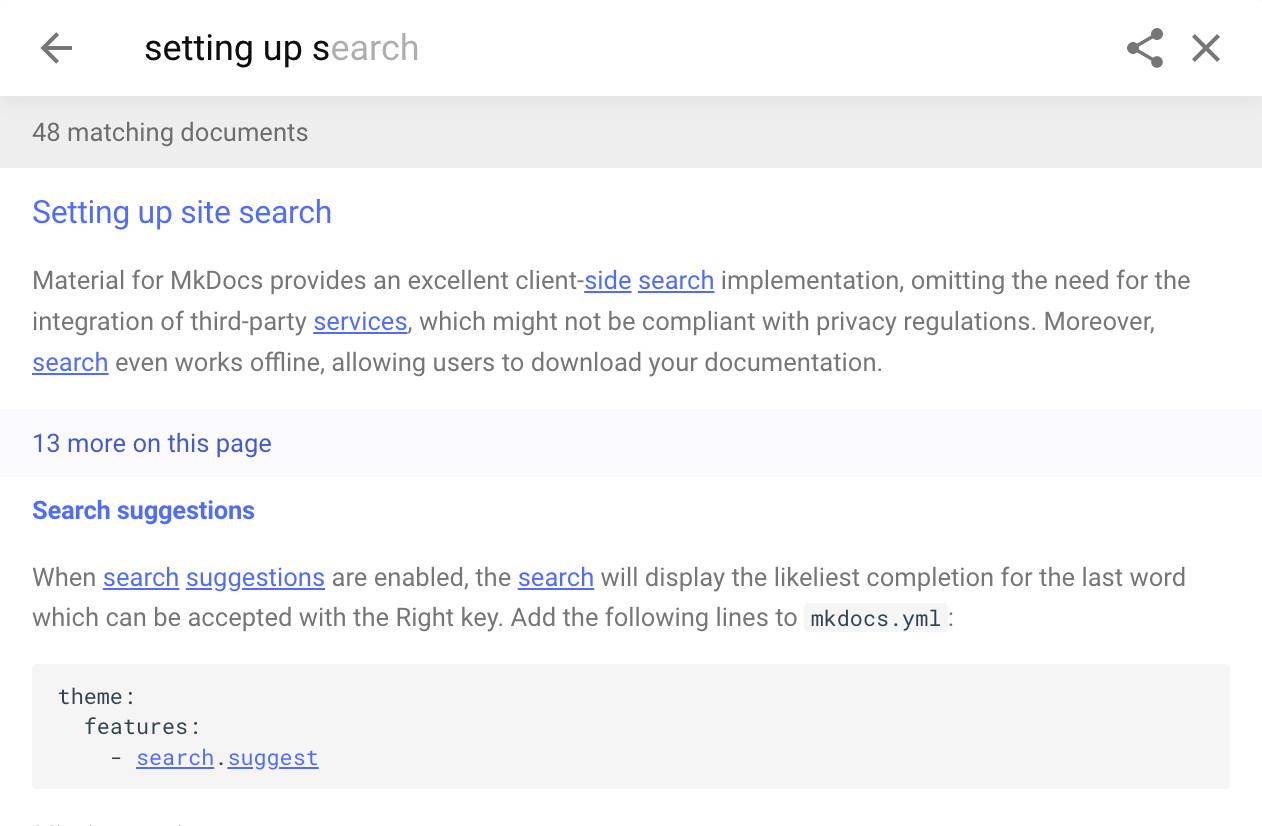 setting up search
48 matching documents
Setting up site search
Material for MkDocs provides an excellent client-side search implementation, omitting the need for the
integration of third-party services, which might not be compliant with privacy regulations. Moreover,
search even works offline, allowing users to download your documentation.
13 more on this page
Search suggestions
When search suggestions are enabled, the search will display the likeliest completion for the last word
which can be accepted with the Right key. Add the following lines to mkdocs.yml:
theme:
  features:
    - search.suggest